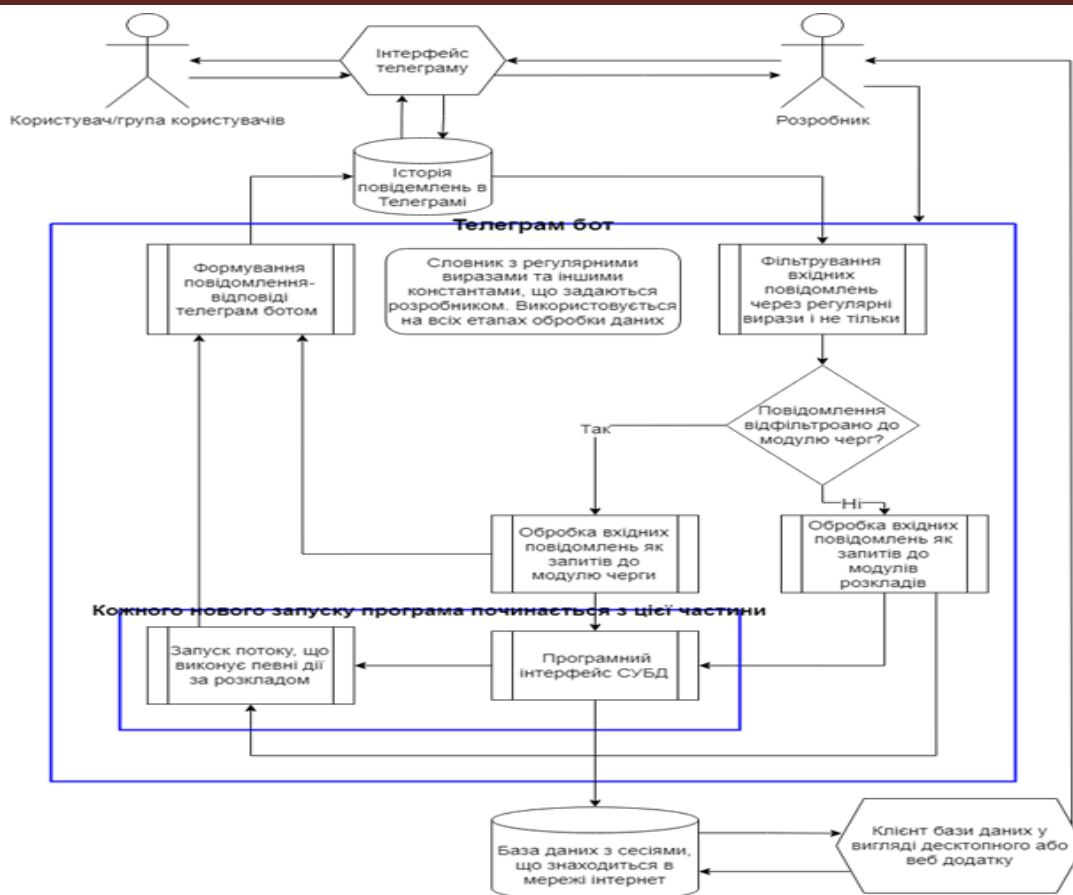 Інтерфейс
телеграму
Користувач/група користувачів
Розробник
Історія
повідемлень в
Телеграмі
Телеграм бот
Формування
повідомлення-
відповіді
телеграм ботом
Словник з регулярними
виразами та іншими
константами, що задаються
розробником. Використовується
на всіх етапах обробки даних
Фільтрування
вхідних
повідомлень
через регулярні
вирази і не тільки
Повідомлення
відфільтроано до
модулю черг?
Так
Ні
Обробка вхідних
повідомлень як
запитів до
модулю черги
Обробка вхідних
повідомлень як
запитів до
модулів
розкладів
Кожного нового запуску програма починається з цієї частини
Запуск потоку, що
виконує певні дії
за розкладом
Програмний
інтерфейс СУБД
База даних з сесіями,
що знаходиться в
мережі інтернет
Клієнт бази даних у
вигляді десктопного або
веб додатку